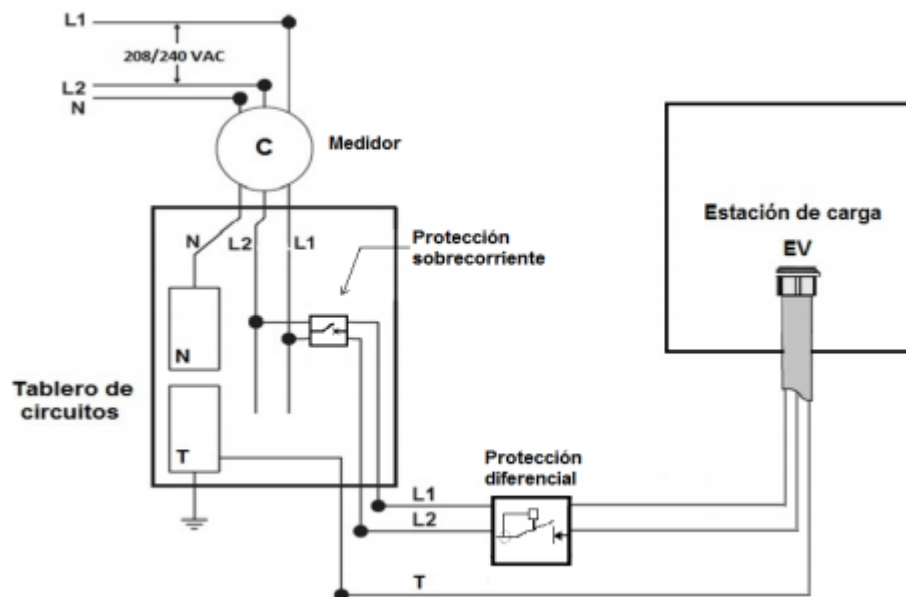 L1
208/240 VAC
L2
N
C
Medidor
N
L2
L1
Protección
sobrecorriente
N
Tablero de
circuitos
T
Estación de carga
EV
Protección
diferencial
L1
L2
T